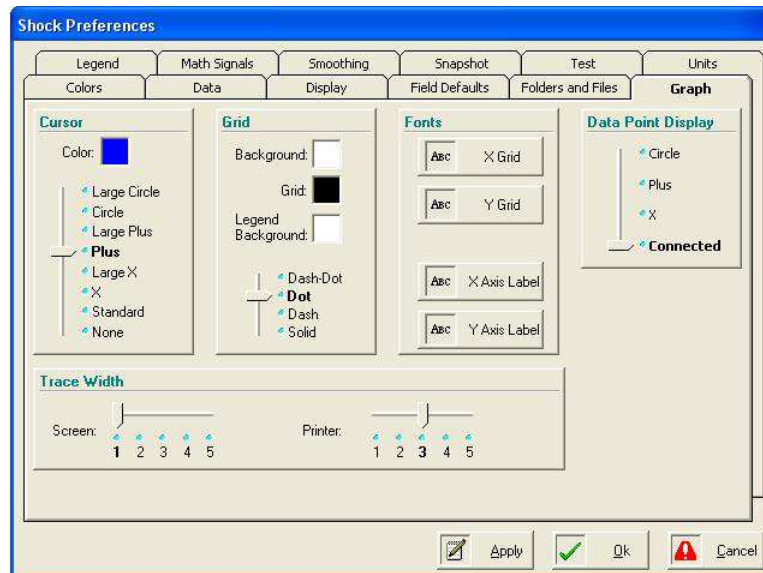 Shock Preferences
Legend Math Signals Smoothing Snapshot Test Units
Colors Data Display Field Defaults Folders and Files Graph
Cursor
Color:
Large Circle
Circle
Large Plus
Plus
Large X
X
Standard
None
Grid
Background:
Grid:
Legend
Background:
Dash-Dot
Dot
Dash
Solid
Fonts
ABC X Grid
ABC Y Grid
ABC X Axis Label
ABC Y Axis Label
Data Point Display
Circle
Plus
X
Connected
Trace Width
Screen:
1 2 3 4 5
Printer:
1 2 3 4 5
Apply Ok Cancel